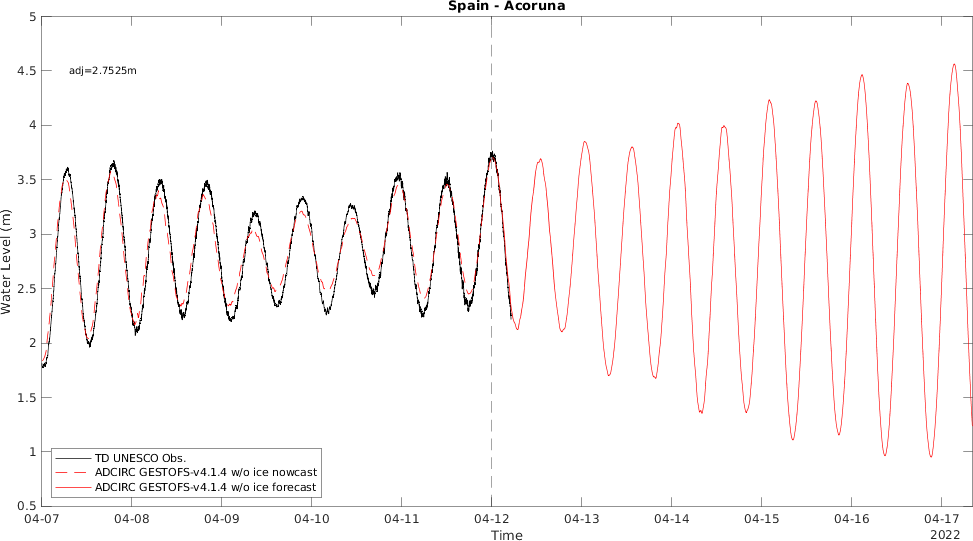 Spain - Acoruna
5
4.5
4
3.5
3
2.5
2
1.5
1
0.5
Water Level (m)
adj=2.7525m
TD UNESCO Obs.
ADCIRC GESTOFS-v4.1.4 w/o ice nowcast
ADCIRC GESTOFS-v4.1.4 w/o ice forecast
04-07 04-08 04-09 04-10 04-11 04-12 04-13 04-14 04-15 04-16 04-17
Time
2022